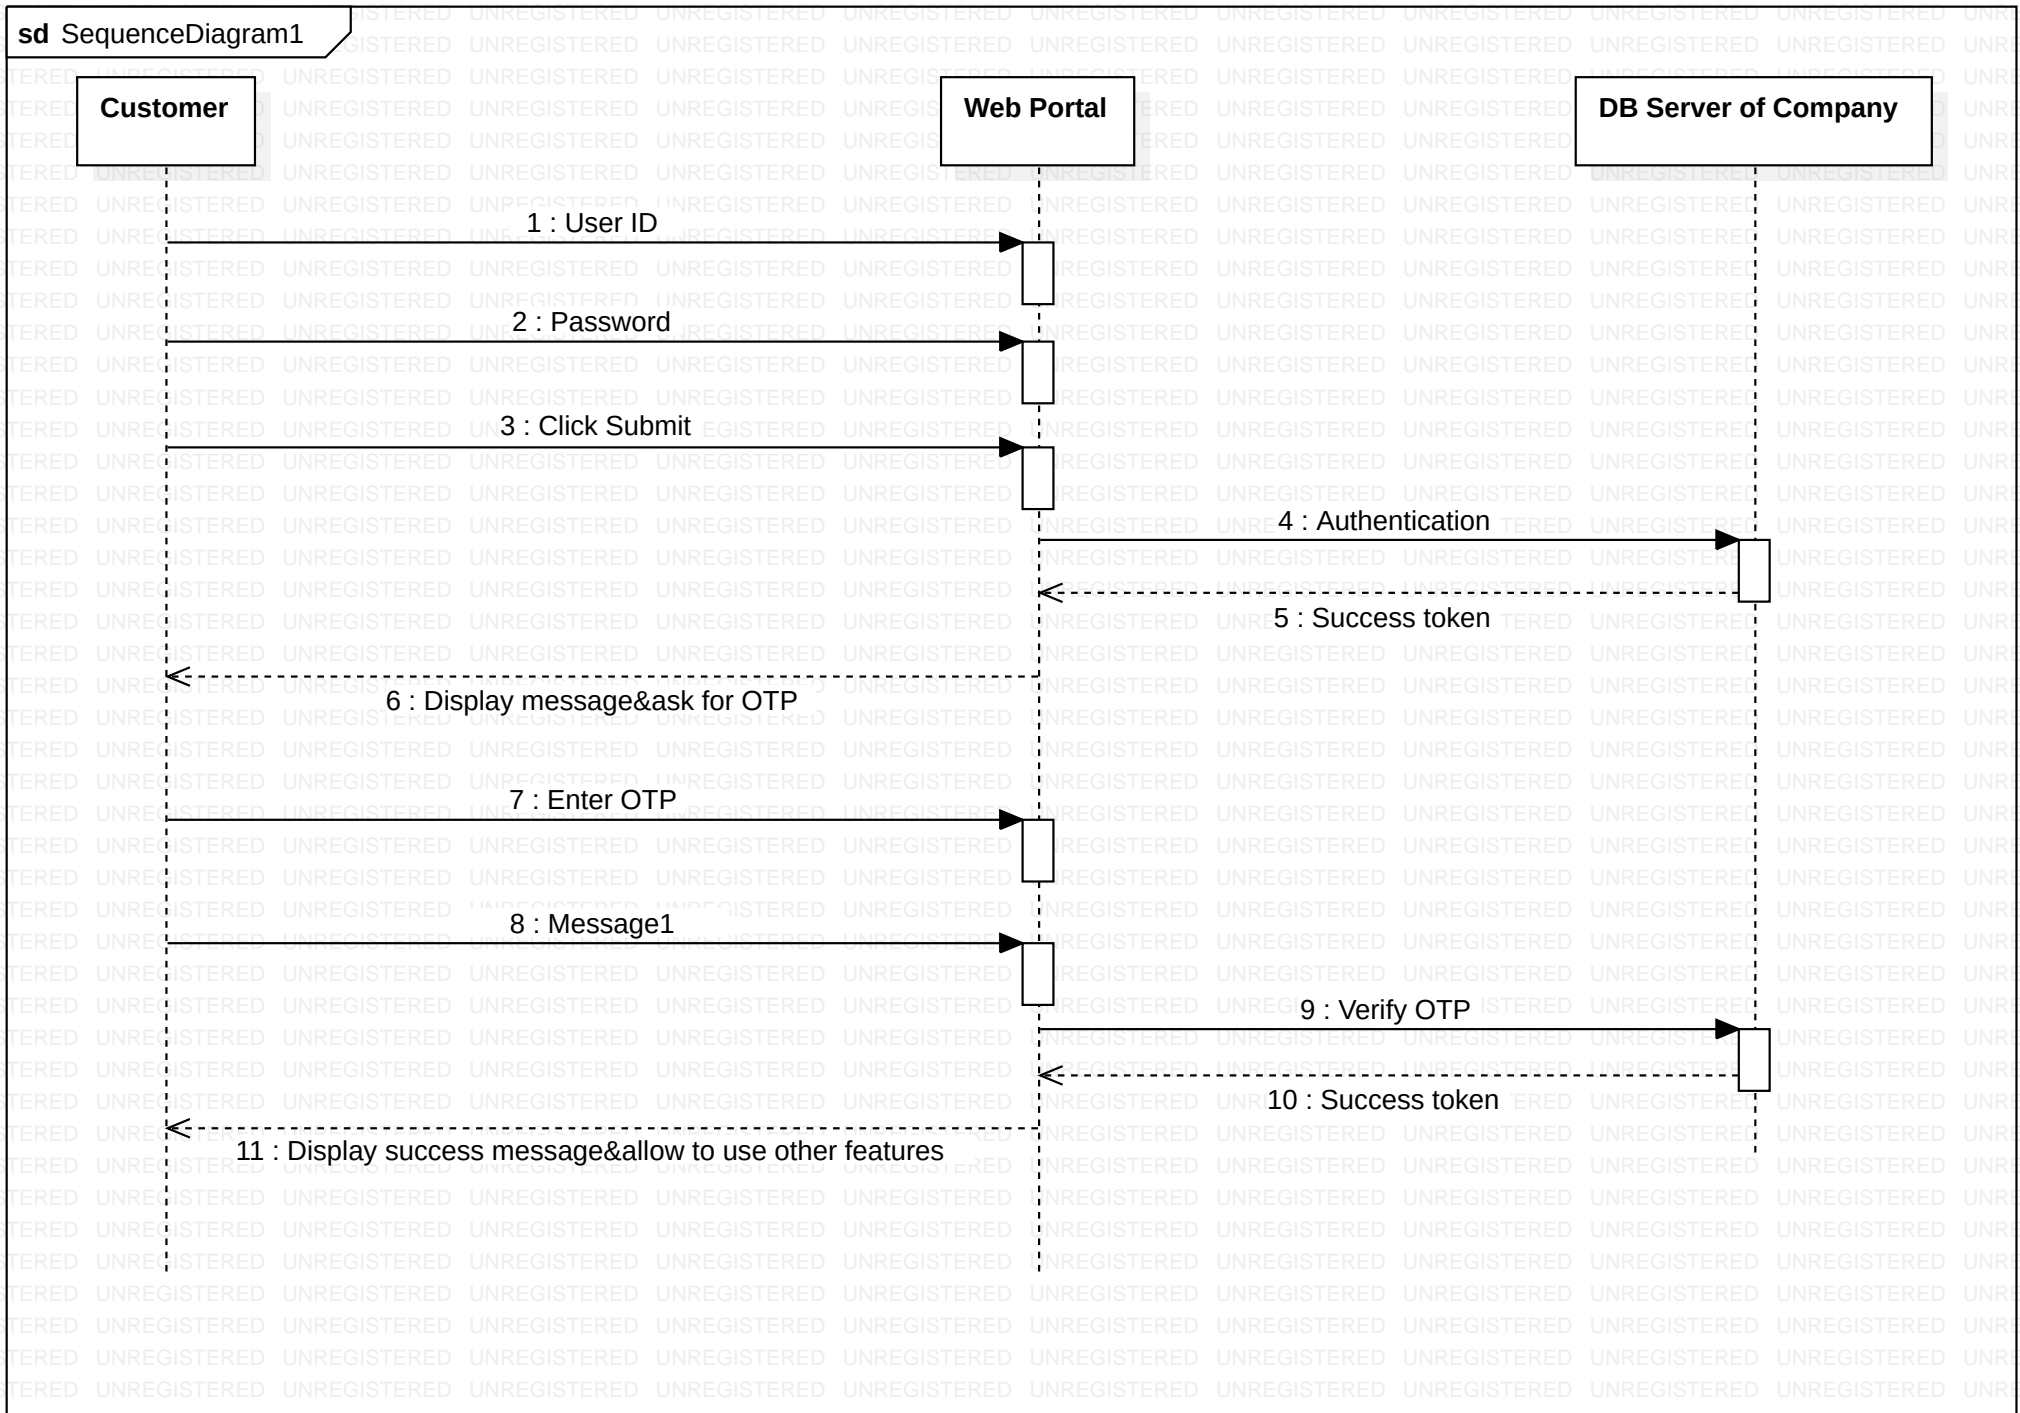 sd SequenceDiagram1
Customer
Web Portal
DB Server of Company
1 : User ID
2 : Password
3 : Click Submit
4 : Authentication
5 : Success token
6 : Display message&ask for OTP
7 : Enter OTP
8 : Message1
9 : Verify OTP
10 : Success token
11 : Display success message&allow to use other features
UNREGISTERED